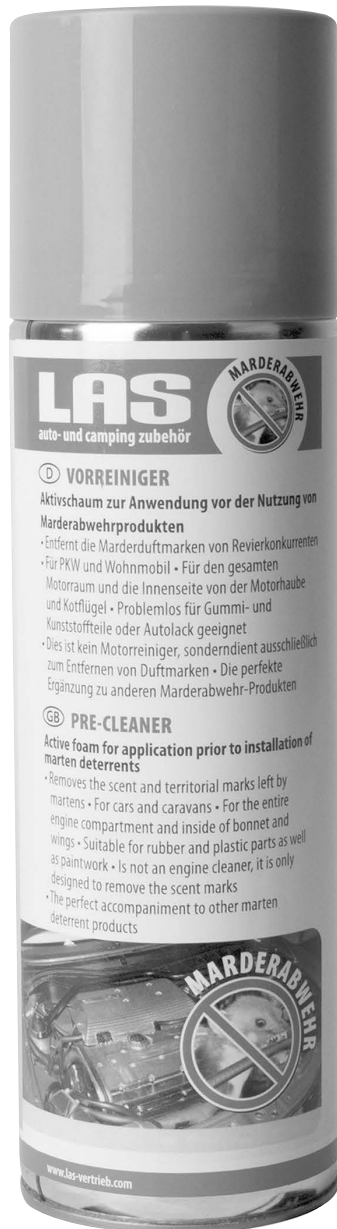 LAS
auto- und camping zubehör
MARDERABWEHR
D VORREINIGER
Aktivschaum zur Anwendung vor der Nutzung von
Marderabwehrprodukten
• Entfernt die Marderduftmarken von Revierkonkurrenten
• Für PKW und Wohnmobil • Für den gesamten
Motorraum und die Innenseite von der Motorhaube
und Kotflügel • Problemlos für Gummi- und
Kunststoffteile oder Autolack geeignet
• Dies ist kein Motorreiniger, sonderndient ausschließlich
zum Entfernen von Duftmarken • Die perfekte
Ergänzung zu anderen Marderabwehr-Produkten
GB PRE-CLEANER
Active foam for application prior to installation of
marten deterrents
• Removes the scent and territorial marks left by
martens • For cars and caravans • For the entire
engine compartment and inside of bonnet and
wings • Suitable for rubber and plastic parts as well
as paintwork • Is not an engine cleaner, it is only
designed to remove the scent marks
• The perfect accompaniment to other marten
deterrent products
MARDERABWEHR
www.las-vertrieb.com